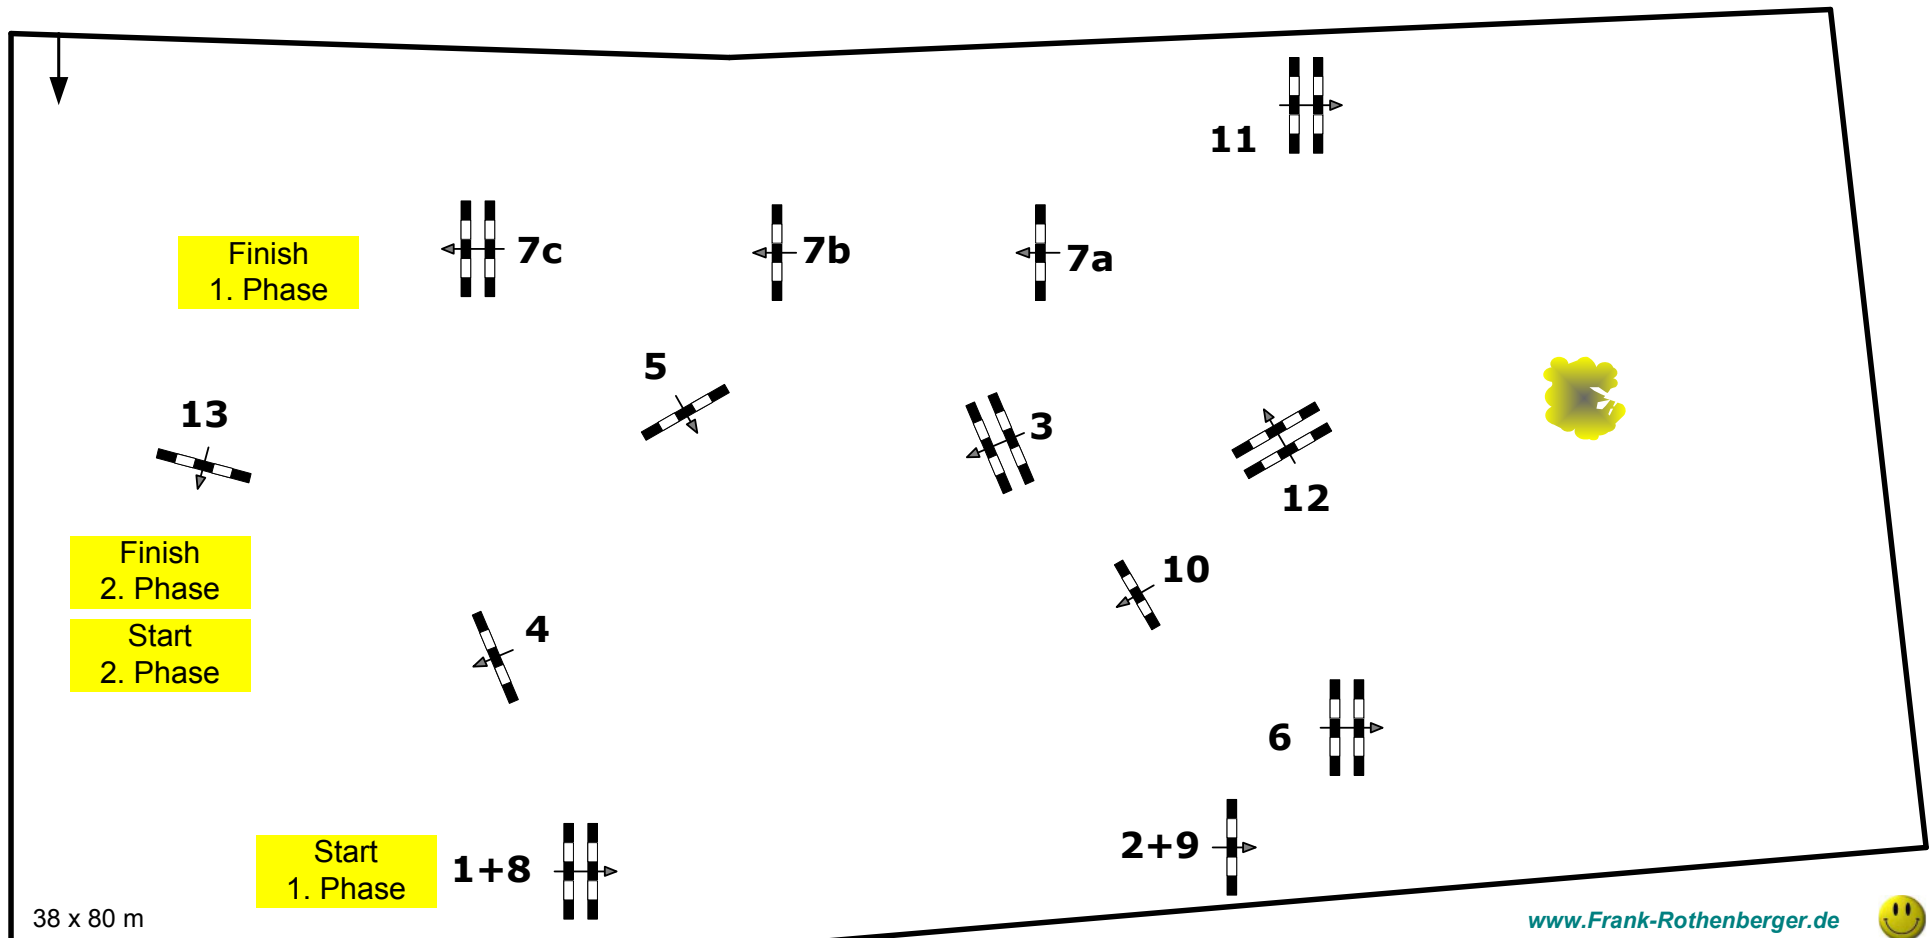 11
7c
7b
7a
Finish
1. Phase
5
13
3
12
Finish
2. Phase
10
Start
2. Phase
4
6
2+9
Start
1. Phase
1+8
38 x 80 m
www.Frank-Rothenberger.de